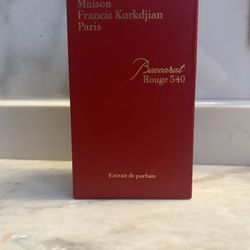 Maison
Francis Kurkdjian
Paris
Baccarat
Rouge 540
Extrait de parfum